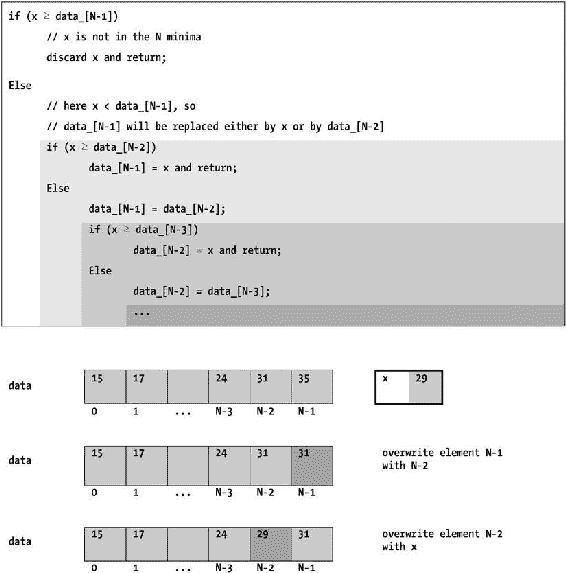 if (x ≥ data_[N-1])
// x is not in the N minima
discard x and return;
Else
// here x < data_[N-1], so
// data_[N-1] will be replaced either by x or by data_[N-2]
if (x ≥ data_[N-2])
data_[N-1] = x and return;
Else
data_[N-1] = data_[N-2];
if (x ≥ data_[N-3])
data_[N-2] = x and return;
Else
data_[N-2] = data_[N-3];
...
data 15 17 24 31 35 x 29
0 1 ... N-3 N-2 N-1
data 15 17 24 31 31 overwrite element N-1
with N-2
0 1 ... N-3 N-2 N-1
data 15 17 24 29 31 overwrite element N-2
with x
0 1 ... N-3 N-2 N-1